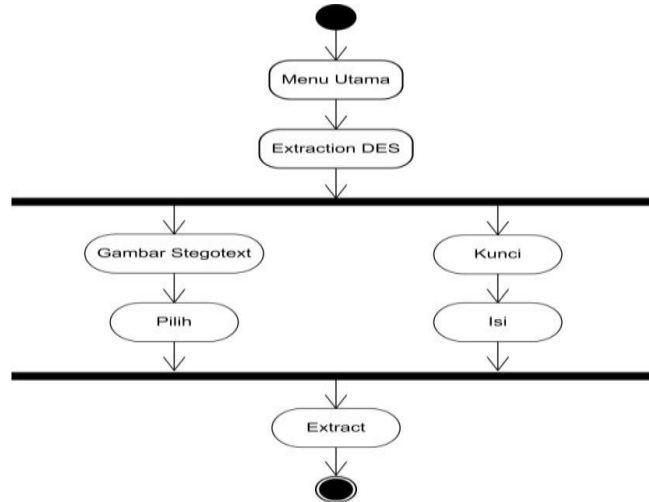 Menu Utama
Extraction DES
Gambar Stegotext
Kunci
Pilih
Isi
Extract